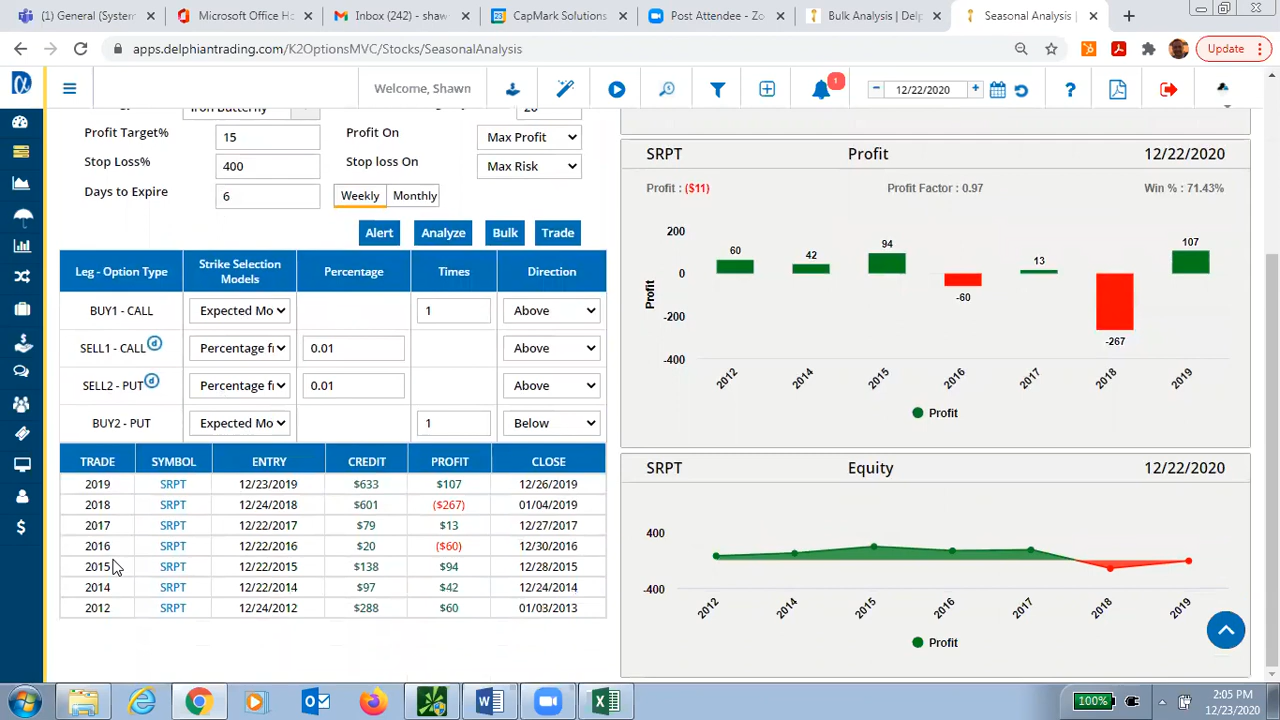 (1) General (System
Microsoft Office Ho
Inbox (242) - shaw
CapMark Solutions
Post Attendee - Z
Bulk Analysis | Delp
Seasonal Analysis |
apps.delphiantrading.com/K2OptionsMVC/Stocks/SeasonalAnalysis
Update
Welcome, Shawn
1
12/22/2020
?
Iron Butterfly
20
Profit Target% 15 Profit On Max Profit
Stop Loss% 400 Stop loss On Max Risk
Days to Expire 6 Weekly Monthly
Alert Analyze Bulk Trade
Leg - Option Type Strike Selection Models Percentage Times Direction
BUY1 - CALL Expected Mo 1 Above
SELL1 - CALL d Percentage fr 0.01 Above
SELL2 - PUT d Percentage fr 0.01 Above
BUY2 - PUT Expected Mo 1 Below
TRADE SYMBOL ENTRY CREDIT PROFIT CLOSE
2019 SRPT 12/23/2019 $633 $107 12/26/2019
2018 SRPT 12/24/2018 $601 ($267) 01/04/2019
2017 SRPT 12/22/2017 $79 $13 12/27/2017
2016 SRPT 12/22/2016 $20 ($60) 12/30/2016
2015 SRPT 12/22/2015 $138 $94 12/28/2015
2014 SRPT 12/22/2014 $97 $42 12/24/2014
2012 SRPT 12/24/2012 $288 $60 01/03/2013
SRPT Profit 12/22/2020
Profit : ($11) Profit Factor : 0.97 Win % : 71.43%
Profit
200
0
-200
-400
60 42 94 -60 13 -267 107
2012 2014 2015 2016 2017 2018 2019
Profit
SRPT Equity 12/22/2020
400
-400
2012 2014 2015 2016 2017 2018 2019
Profit
100%
2:05 PM
12/23/2020